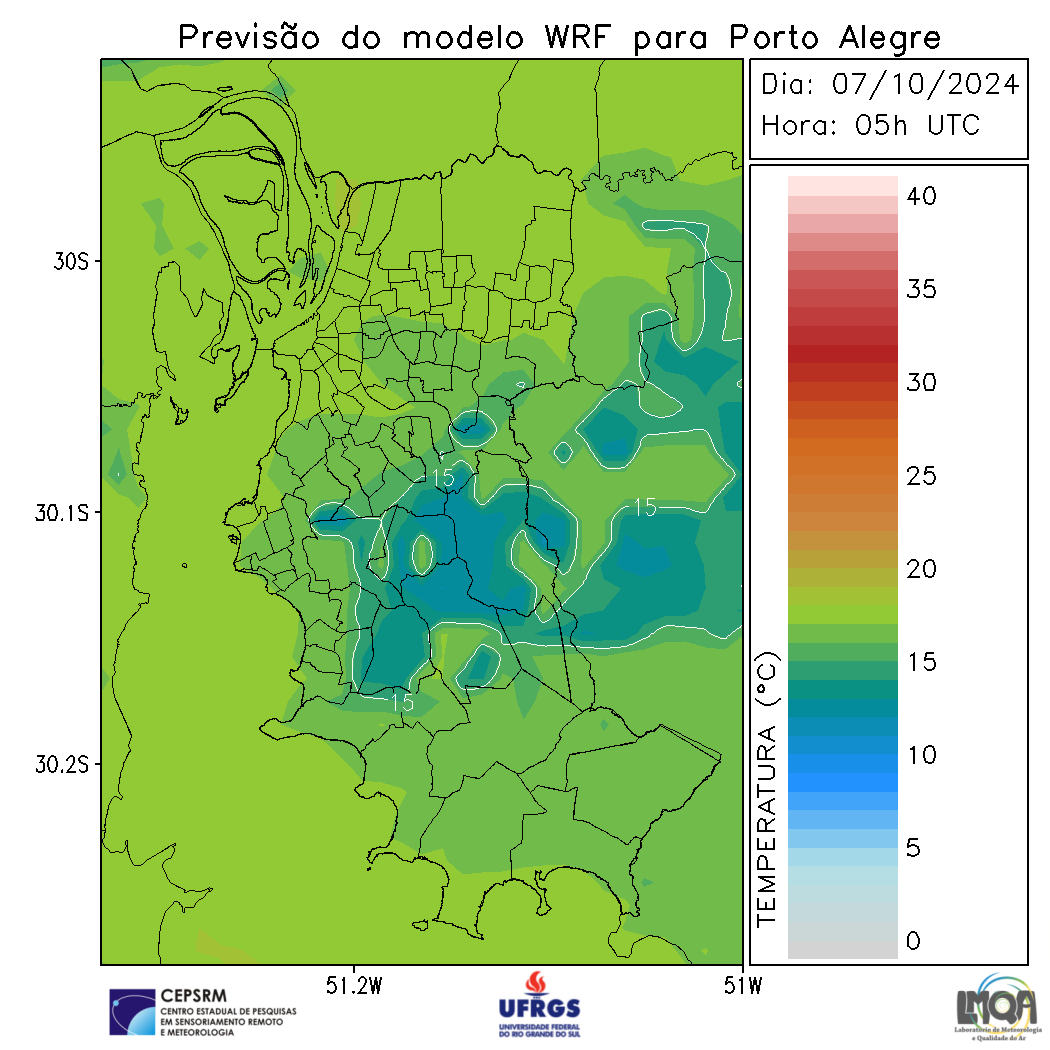 Previsão do modelo WRF para Porto Alegre
Dia: 07/10/2024
Hora: 05h UTC
40
35
30
25
20
15
10
5
0
TEMPERATURA (°C)
30S
30.1S
30.2S
51.2W
51W
15
15
15
CEPSRM
CENTRO ESTADUAL DE PESQUISAS
EM SENSORIAMENTO REMOTO
E METEOROLOGIA
UFRGS
UNIVERSIDADE FEDERAL
DO RIO GRANDE DO SUL
LMQA
Laboratório de Meteorologia
e Qualidade do Ar